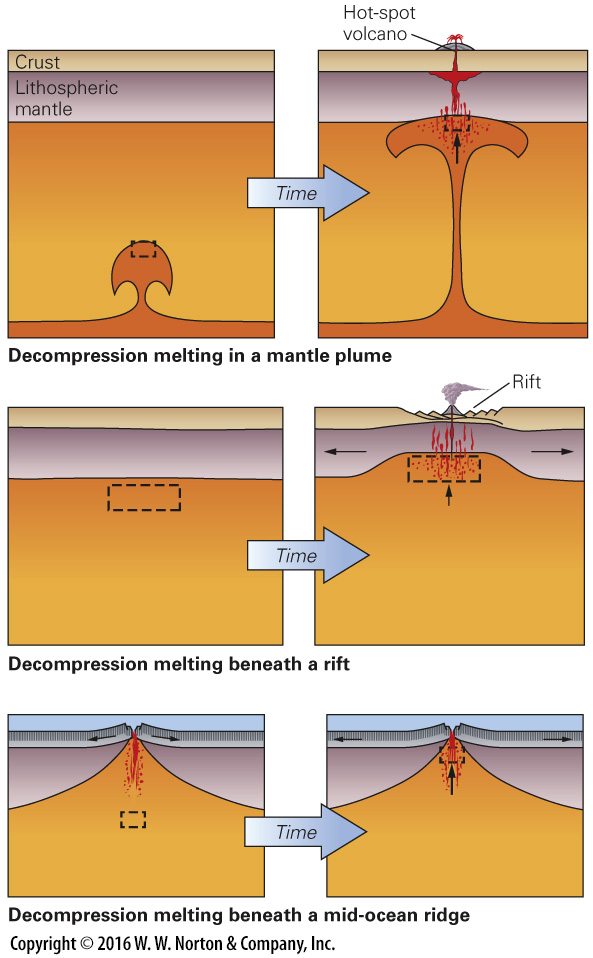 Hot-spot
volcano
Crust
Lithospheric
mantle
Time
Decompression melting in a mantle plume
Rift
Time
Decompression melting beneath a rift
Time
Decompression melting beneath a mid-ocean ridge
Copyright © 2016 W. W. Norton & Company, Inc.